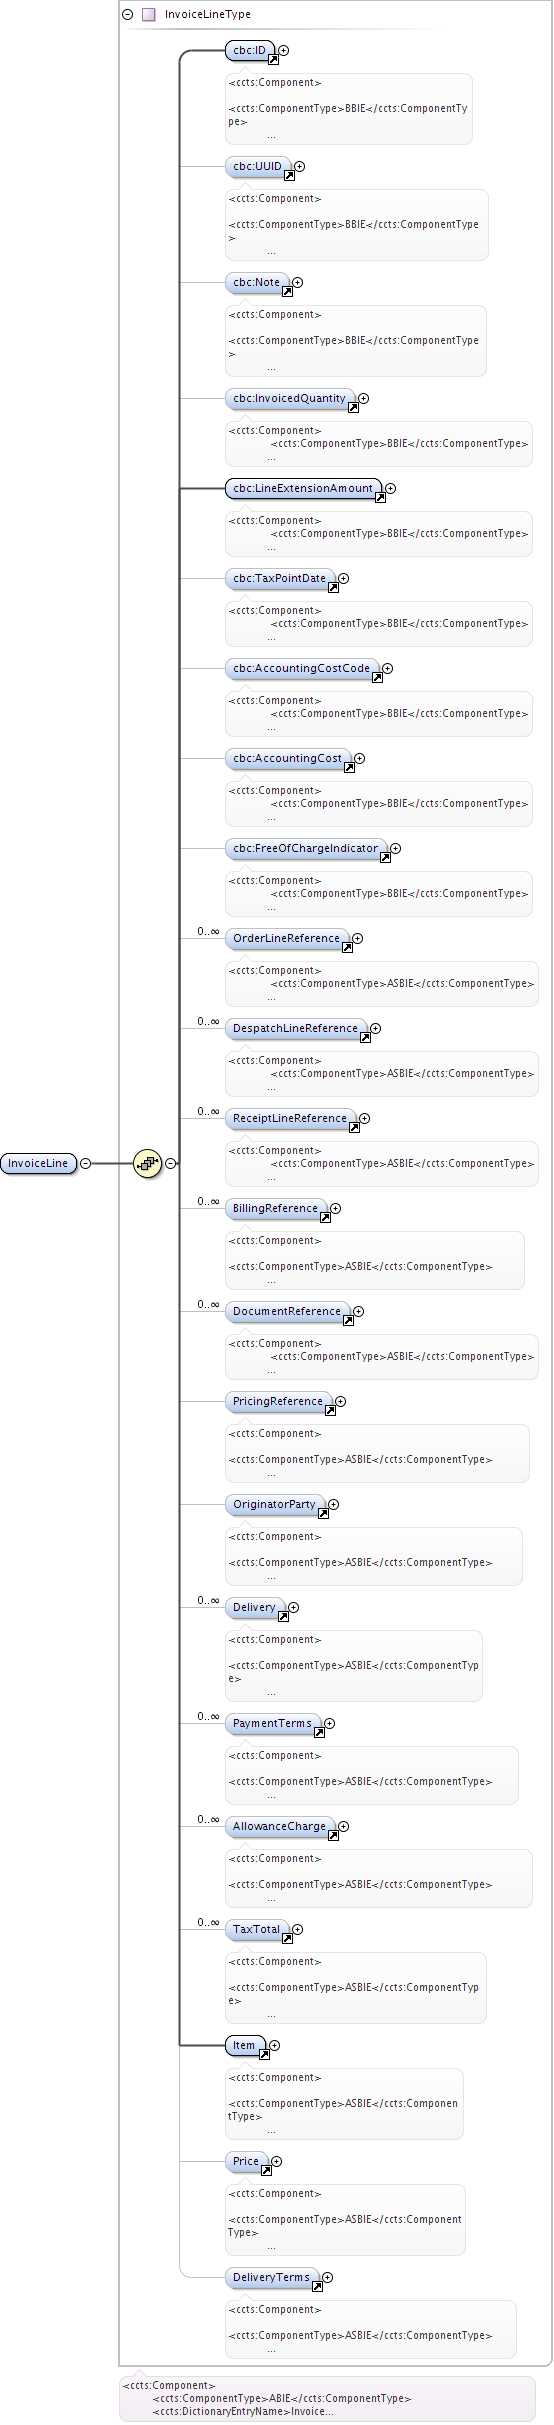 InvoiceLineType
cbc:ID
<ccts:Component>
<ccts:ComponentType>BBIE</ccts:ComponentTy
pe>
...
cbc:UUID
<ccts:Component>
<ccts:ComponentType>BBIE</ccts:ComponentType
>
...
cbc:Note
<ccts:Component>
<ccts:ComponentType>BBIE</ccts:ComponentType
>
...
cbc:InvoicedQuantity
<ccts:Component>
<ccts:ComponentType>BBIE</ccts:ComponentType>
...
cbc:LineExtensionAmount
<ccts:Component>
<ccts:ComponentType>BBIE</ccts:ComponentType>
...
cbc:TaxPointDate
<ccts:Component>
<ccts:ComponentType>BBIE</ccts:ComponentType>
...
cbc:AccountingCostCode
<ccts:Component>
<ccts:ComponentType>BBIE</ccts:ComponentType>
...
cbc:AccountingCost
<ccts:Component>
<ccts:ComponentType>BBIE</ccts:ComponentType>
...
cbc:FreeOfChargeIndicator
<ccts:Component>
<ccts:ComponentType>BBIE</ccts:ComponentType>
...
0..∞ OrderLineReference
<ccts:Component>
<ccts:ComponentType>ASBIE</ccts:ComponentType>
...
0..∞ DespatchLineReference
<ccts:Component>
<ccts:ComponentType>ASBIE</ccts:ComponentType>
...
0..∞ ReceiptLineReference
<ccts:Component>
<ccts:ComponentType>ASBIE</ccts:ComponentType>
...
InvoiceLine
0..∞ BillingReference
<ccts:Component>
<ccts:ComponentType>ASBIE</ccts:ComponentType>
...
0..∞ DocumentReference
<ccts:Component>
<ccts:ComponentType>ASBIE</ccts:ComponentType>
...
PricingReference
<ccts:Component>
<ccts:ComponentType>ASBIE</ccts:ComponentType>
...
OriginatorParty
<ccts:Component>
<ccts:ComponentType>ASBIE</ccts:ComponentType>
...
0..∞ Delivery
<ccts:Component>
<ccts:ComponentType>ASBIE</ccts:ComponentTyp
e>
...
0..∞ PaymentTerms
<ccts:Component>
<ccts:ComponentType>ASBIE</ccts:ComponentType>
...
0..∞ AllowanceCharge
<ccts:Component>
<ccts:ComponentType>ASBIE</ccts:ComponentType>
...
0..∞ TaxTotal
<ccts:Component>
<ccts:ComponentType>ASBIE</ccts:ComponentTyp
e>
...
Item
<ccts:Component>
<ccts:ComponentType>ASBIE</ccts:Componen
tType>
...
Price
<ccts:Component>
<ccts:ComponentType>ASBIE</ccts:Component
Type>
...
DeliveryTerms
<ccts:Component>
<ccts:ComponentType>ASBIE</ccts:ComponentType>
...
<ccts:Component>
<ccts:ComponentType>ABIE</ccts:ComponentType>
<ccts:DictionaryEntryName>Invoice...